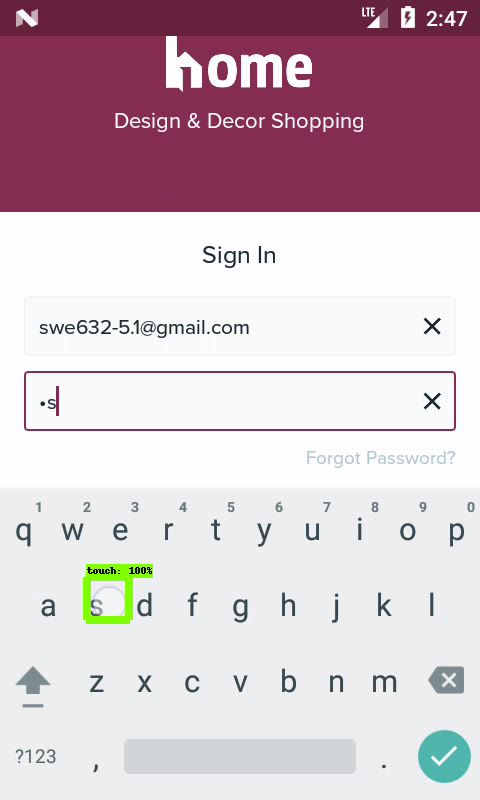 LTE 2:47
home
Design & Decor Shopping
Sign In
swe632-5.1@gmail.com
•s
Forgot Password?
1 2 3 4 5 6 7 8 9 0
q w e r t y u i o p
touch: 100%
a s d f g h j k l
z x c v b n m
?123 , .